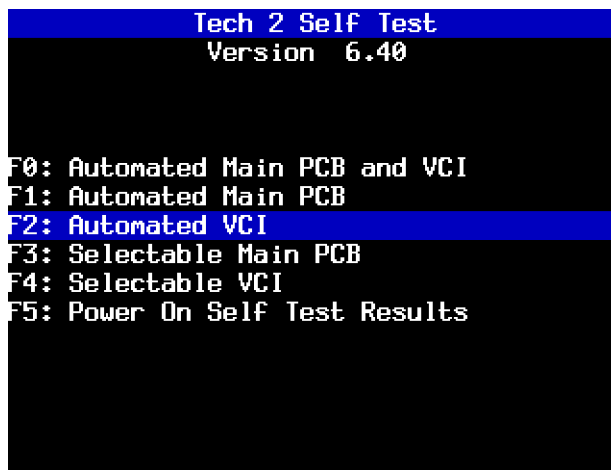 Tech 2 Self Test
Version 6.40
F0: Automated Main PCB and VCI
F1: Automated Main PCB
F2: Automated VCI
F3: Selectable Main PCB
F4: Selectable VCI
F5: Power On Self Test Results